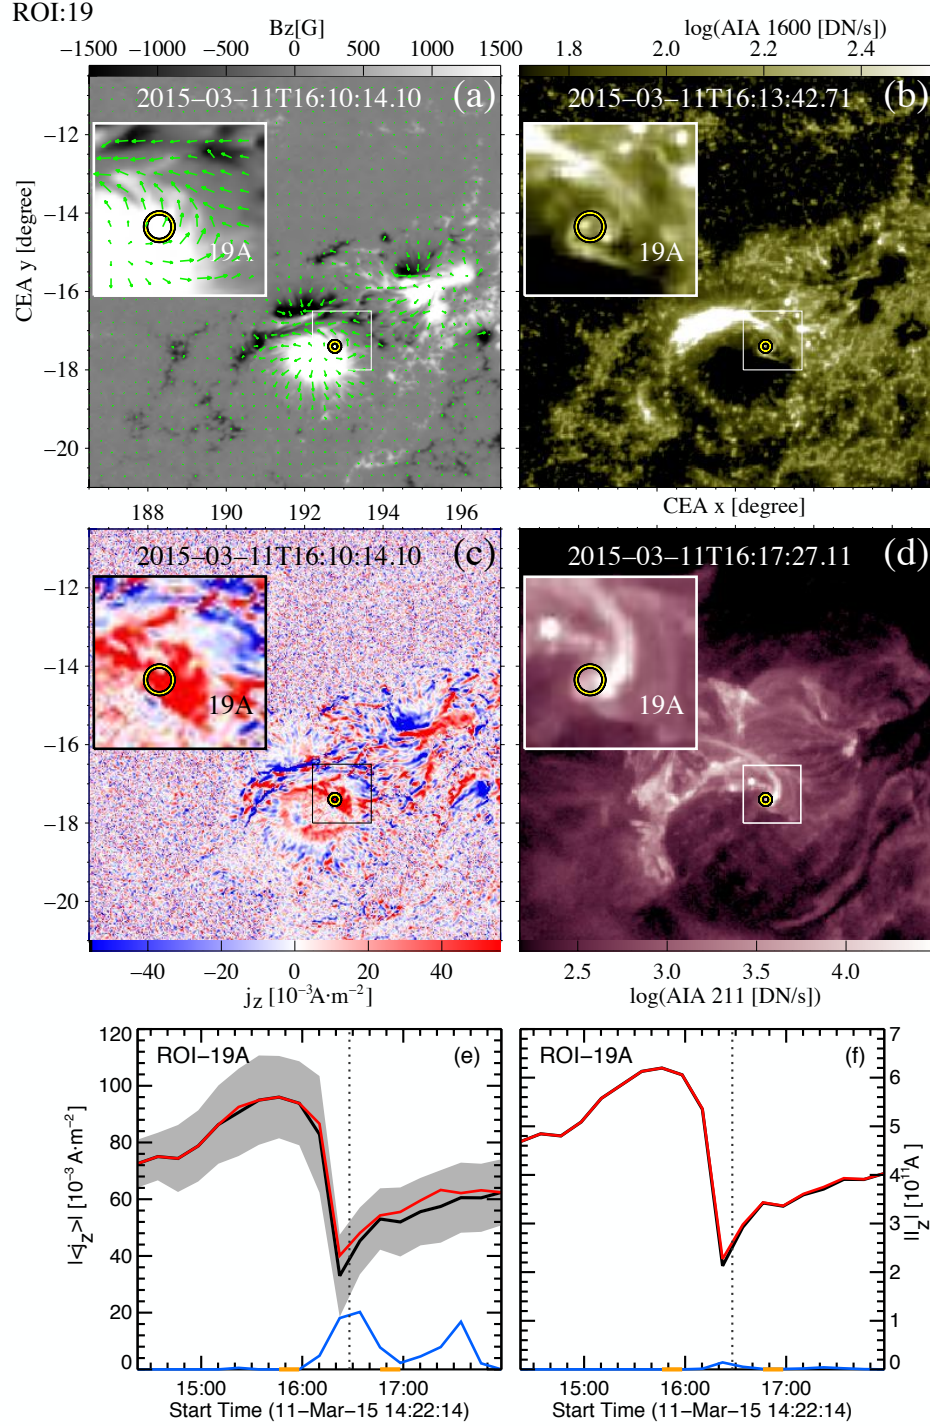 ROI:19
Bz[G]
log(AIA 1600 [DN/s])
−1500 −1000 −500 0 500 1000 1500
1.8 2.0 2.2 2.4
2015−03−11T16:10:14.10 (a)
2015−03−11T16:13:42.71 (b)
19A
19A
CEA y [degree]
−12
−14
−16
−18
−20
188 190 192 194 196
CEA x [degree]
2015−03−11T16:10:14.10 (c)
2015−03−11T16:17:27.11 (d)
19A
19A
−12
−14
−16
−18
−20
−40 −20 0 20 40
jz [10−3A·m−2]
2.5 3.0 3.5 4.0
log(AIA 211 [DN/s])
ROI−19A (e)
|<jz>| [10−3 A·m−2]
120
100
80
60
40
20
0
15:00 16:00 17:00
Start Time (11−Mar−15 14:22:14)
ROI−19A (f)
7
6
5
4
3
2
1
0
|Iz| [1011A]
15:00 16:00 17:00
Start Time (11−Mar−15 14:22:14)